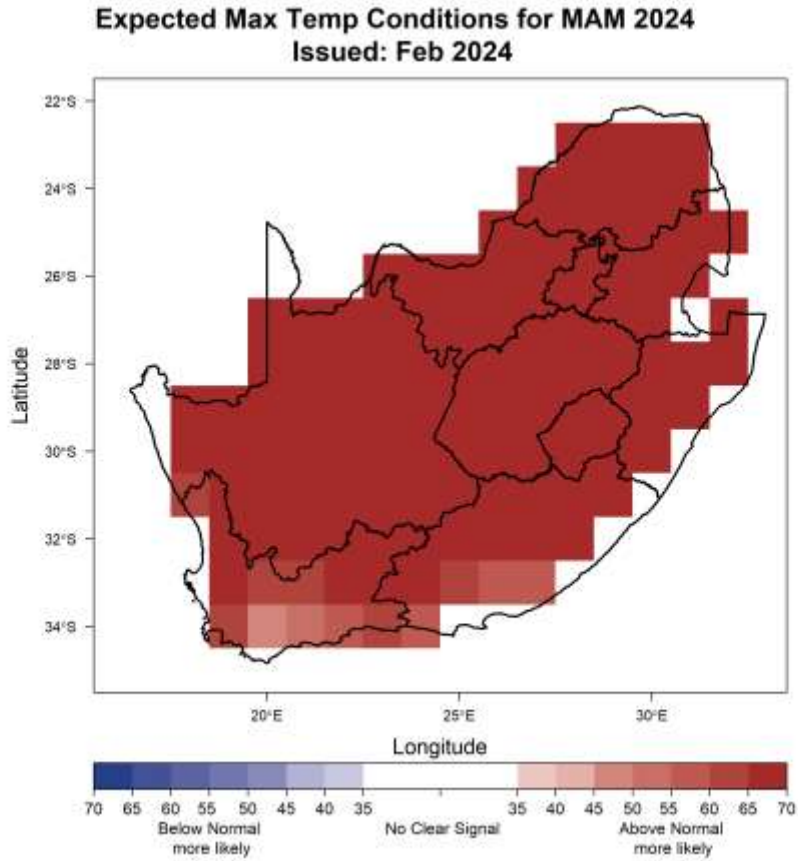 Expected Max Temp Conditions for MAM 2024
Issued: Feb 2024
22°S
24°S
26°S
28°S
30°S
32°S
34°S
Latitude
20°E 25°E 30°E
Longitude
70 65 60 55 50 45 40 35 35 40 45 50 55 60 65 70
Below Normal No Clear Signal Above Normal
more likely more likely